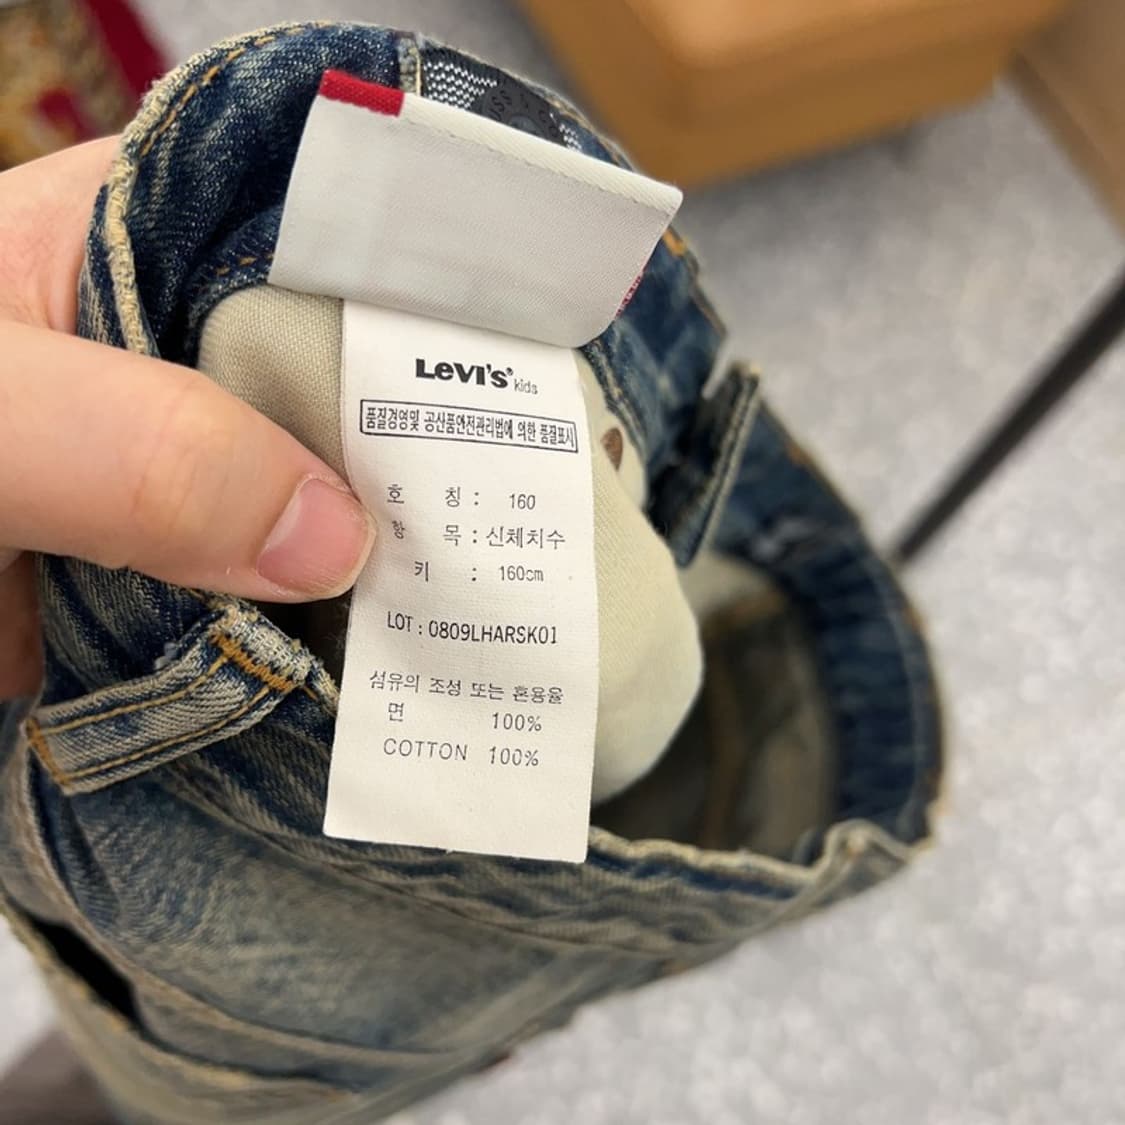 Levi's® kids
품질경영및 공산품안전관리법에 의한 품질표시
호 칭 : 160
항 목 : 신체치수
키 : 160cm
LOT : 0809LHARSK01
섬유의 조성 또는 혼용율
면 100%
COTTON 100%